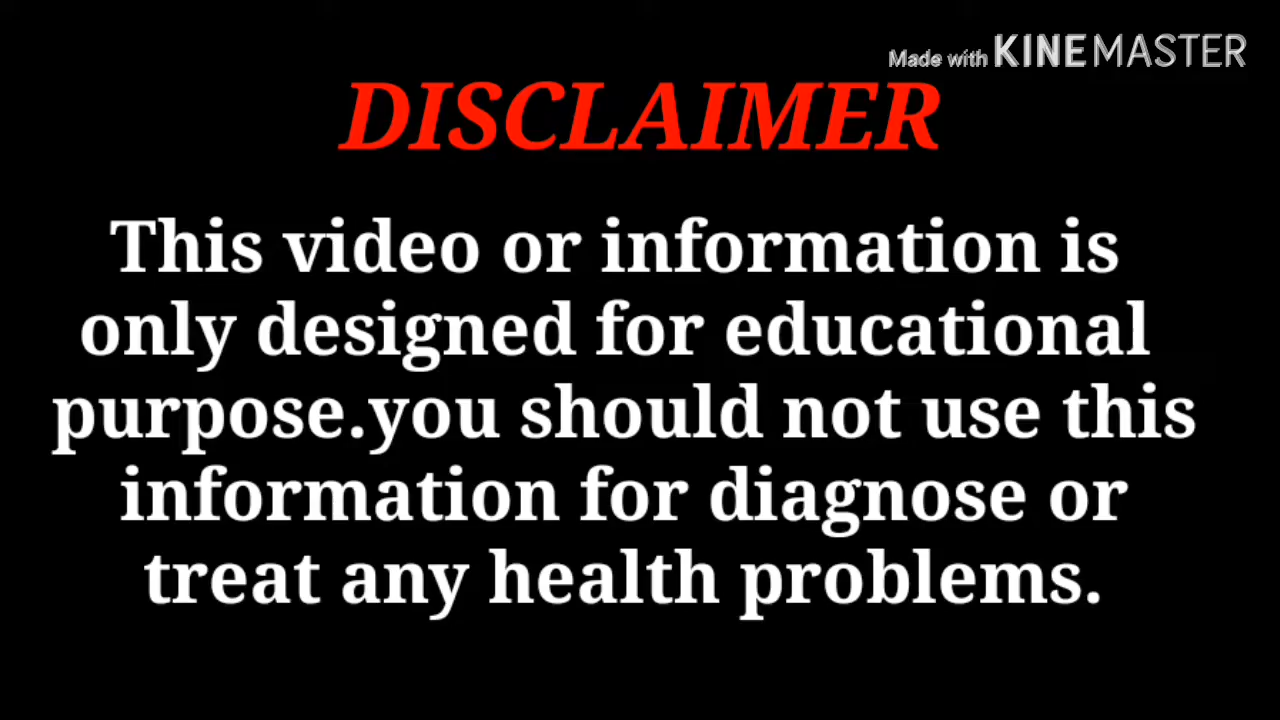 Made with KINEMASTER
DISCLAIMER
This video or information is
only designed for educational
purpose.you should not use this
information for diagnose or
treat any health problems.